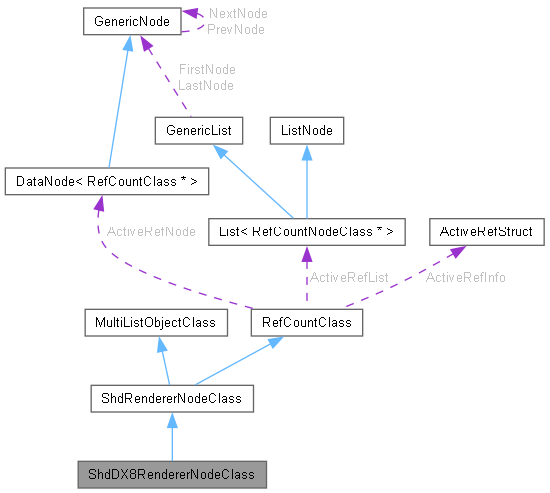 GenericNode
NextNode
PrevNode
FirstNode
LastNode
GenericList
ListNode
DataNode< RefCountClass * >
ActiveRefNode
List< RefCountNodeClass * >
ActiveRefStruct
ActiveRefList
ActiveRefInfo
MultiListObjectClass
RefCountClass
ShdRendererNodeClass
ShdDX8RendererNodeClass